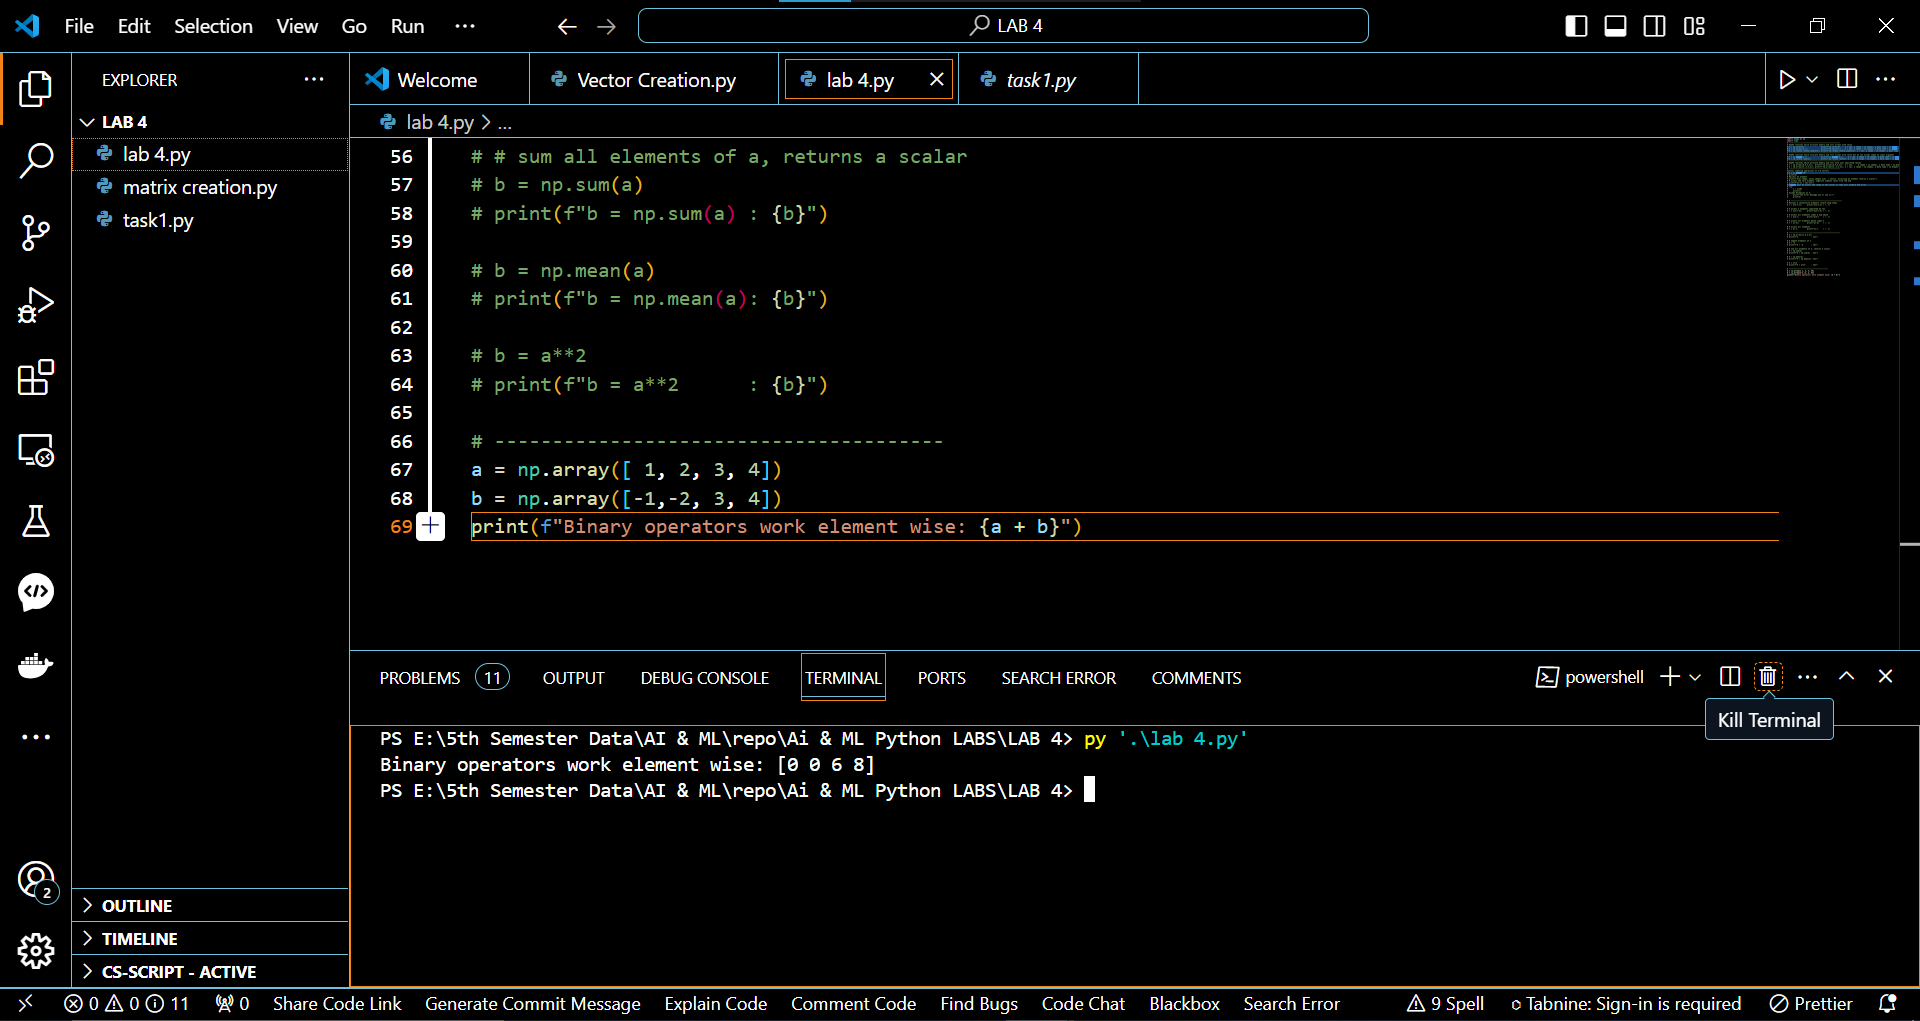 File Edit Selection View Go Run ···
LAB 4
EXPLORER ···
LAB 4
lab 4.py
matrix creation.py
task1.py
OUTLINE
TIMELINE
CS-SCRIPT - ACTIVE
2
Welcome
Vector Creation.py
lab 4.py
task1.py
lab 4.py > ...
56 # # sum all elements of a, returns a scalar
57 # b = np.sum(a)
58 # print(f"b = np.sum(a) : {b}")
59
60 # b = np.mean(a)
61 # print(f"b = np.mean(a): {b}")
62
63 # b = a**2
64 # print(f"b = a**2      : {b}")
65
66 # ---------------------------------------
67 a = np.array([ 1, 2, 3, 4])
68 b = np.array([-1,-2, 3, 4])
69 print(f"Binary operators work element wise: {a + b}")
PROBLEMS 11 OUTPUT DEBUG CONSOLE TERMINAL PORTS SEARCH ERROR COMMENTS
powershell
Kill Terminal
PS E:\5th Semester Data\AI & ML\repo\Ai & ML Python LABS\LAB 4> py '.\lab 4.py'
Binary operators work element wise: [0 0 6 8]
PS E:\5th Semester Data\AI & ML\repo\Ai & ML Python LABS\LAB 4>
0 0 11 0 Share Code Link Generate Commit Message Explain Code Comment Code Find Bugs Code Chat Blackbox Search Error 9 Spell Tabnine: Sign-in is required Prettier